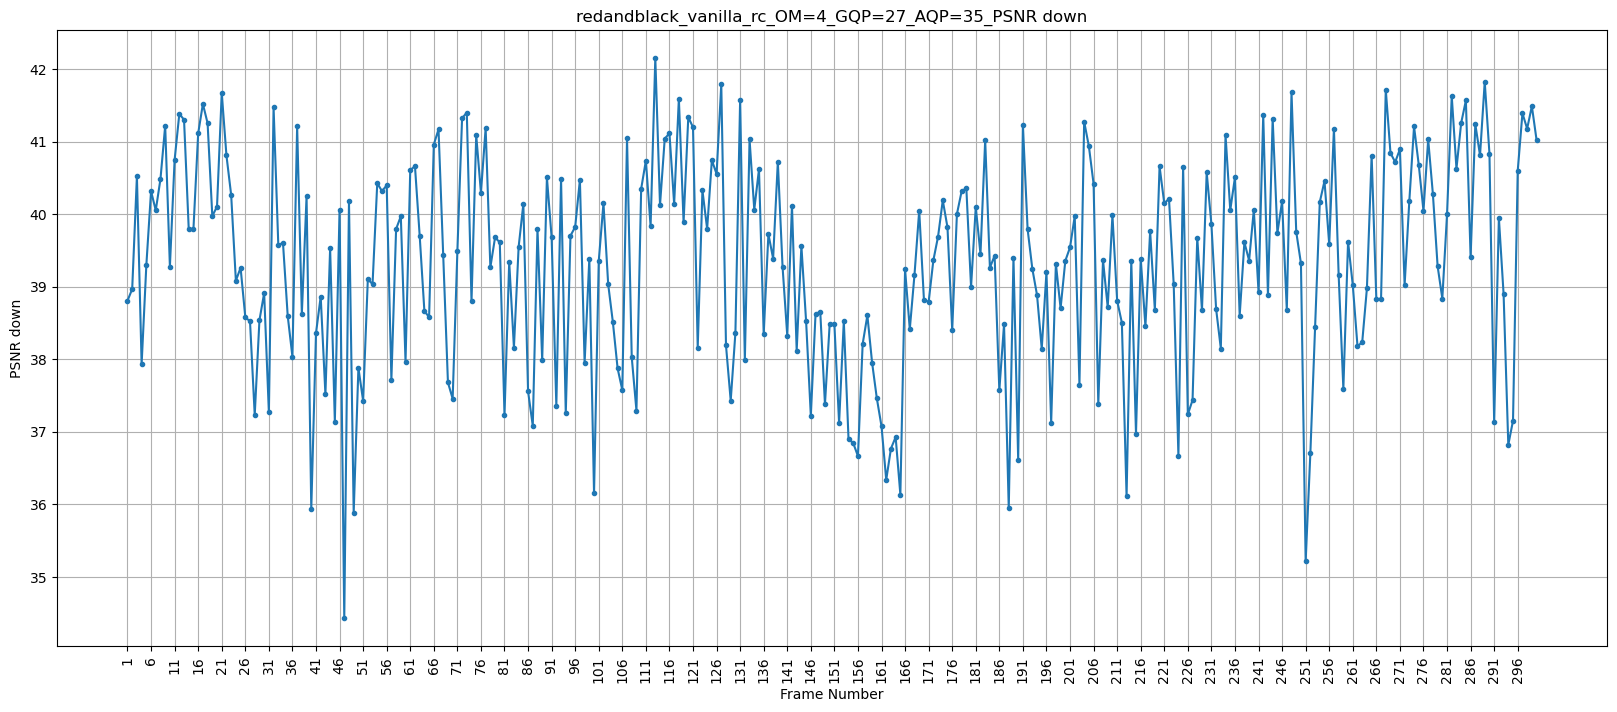 redandblack_vanilla_rc_OM=4_GQP=27_AQP=35_PSNR down
PSNR down
42
41
40
39
38
37
36
35
1 6 11 16 21 26 31 36 41 46 51 56 61 66 71 76 81 86 91 96 101 106 111 116 121 126 131 136 141 146 151 156 161 166 171 176 181 186 191 196 201 206 211 216 221 226 231 236 241 246 251 256 261 266 271 276 281 286 291 296
Frame Number